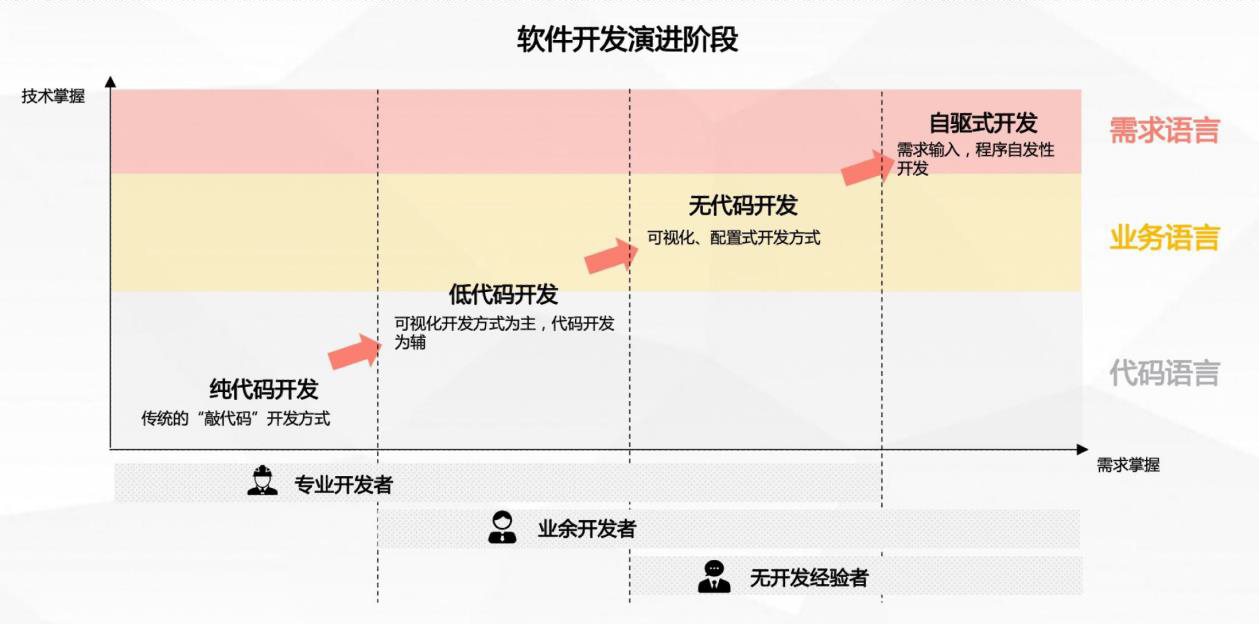 软件开发演进阶段
技术掌握
自驱式开发
需求输入，程序自发性
开发
需求语言
无代码开发
可视化、配置式开发方式
业务语言
低代码开发
可视化开发方式为主，代码开发
为辅
代码语言
纯代码开发
传统的“敲代码”开发方式
需求掌握
专业开发者
业余开发者
无开发经验者